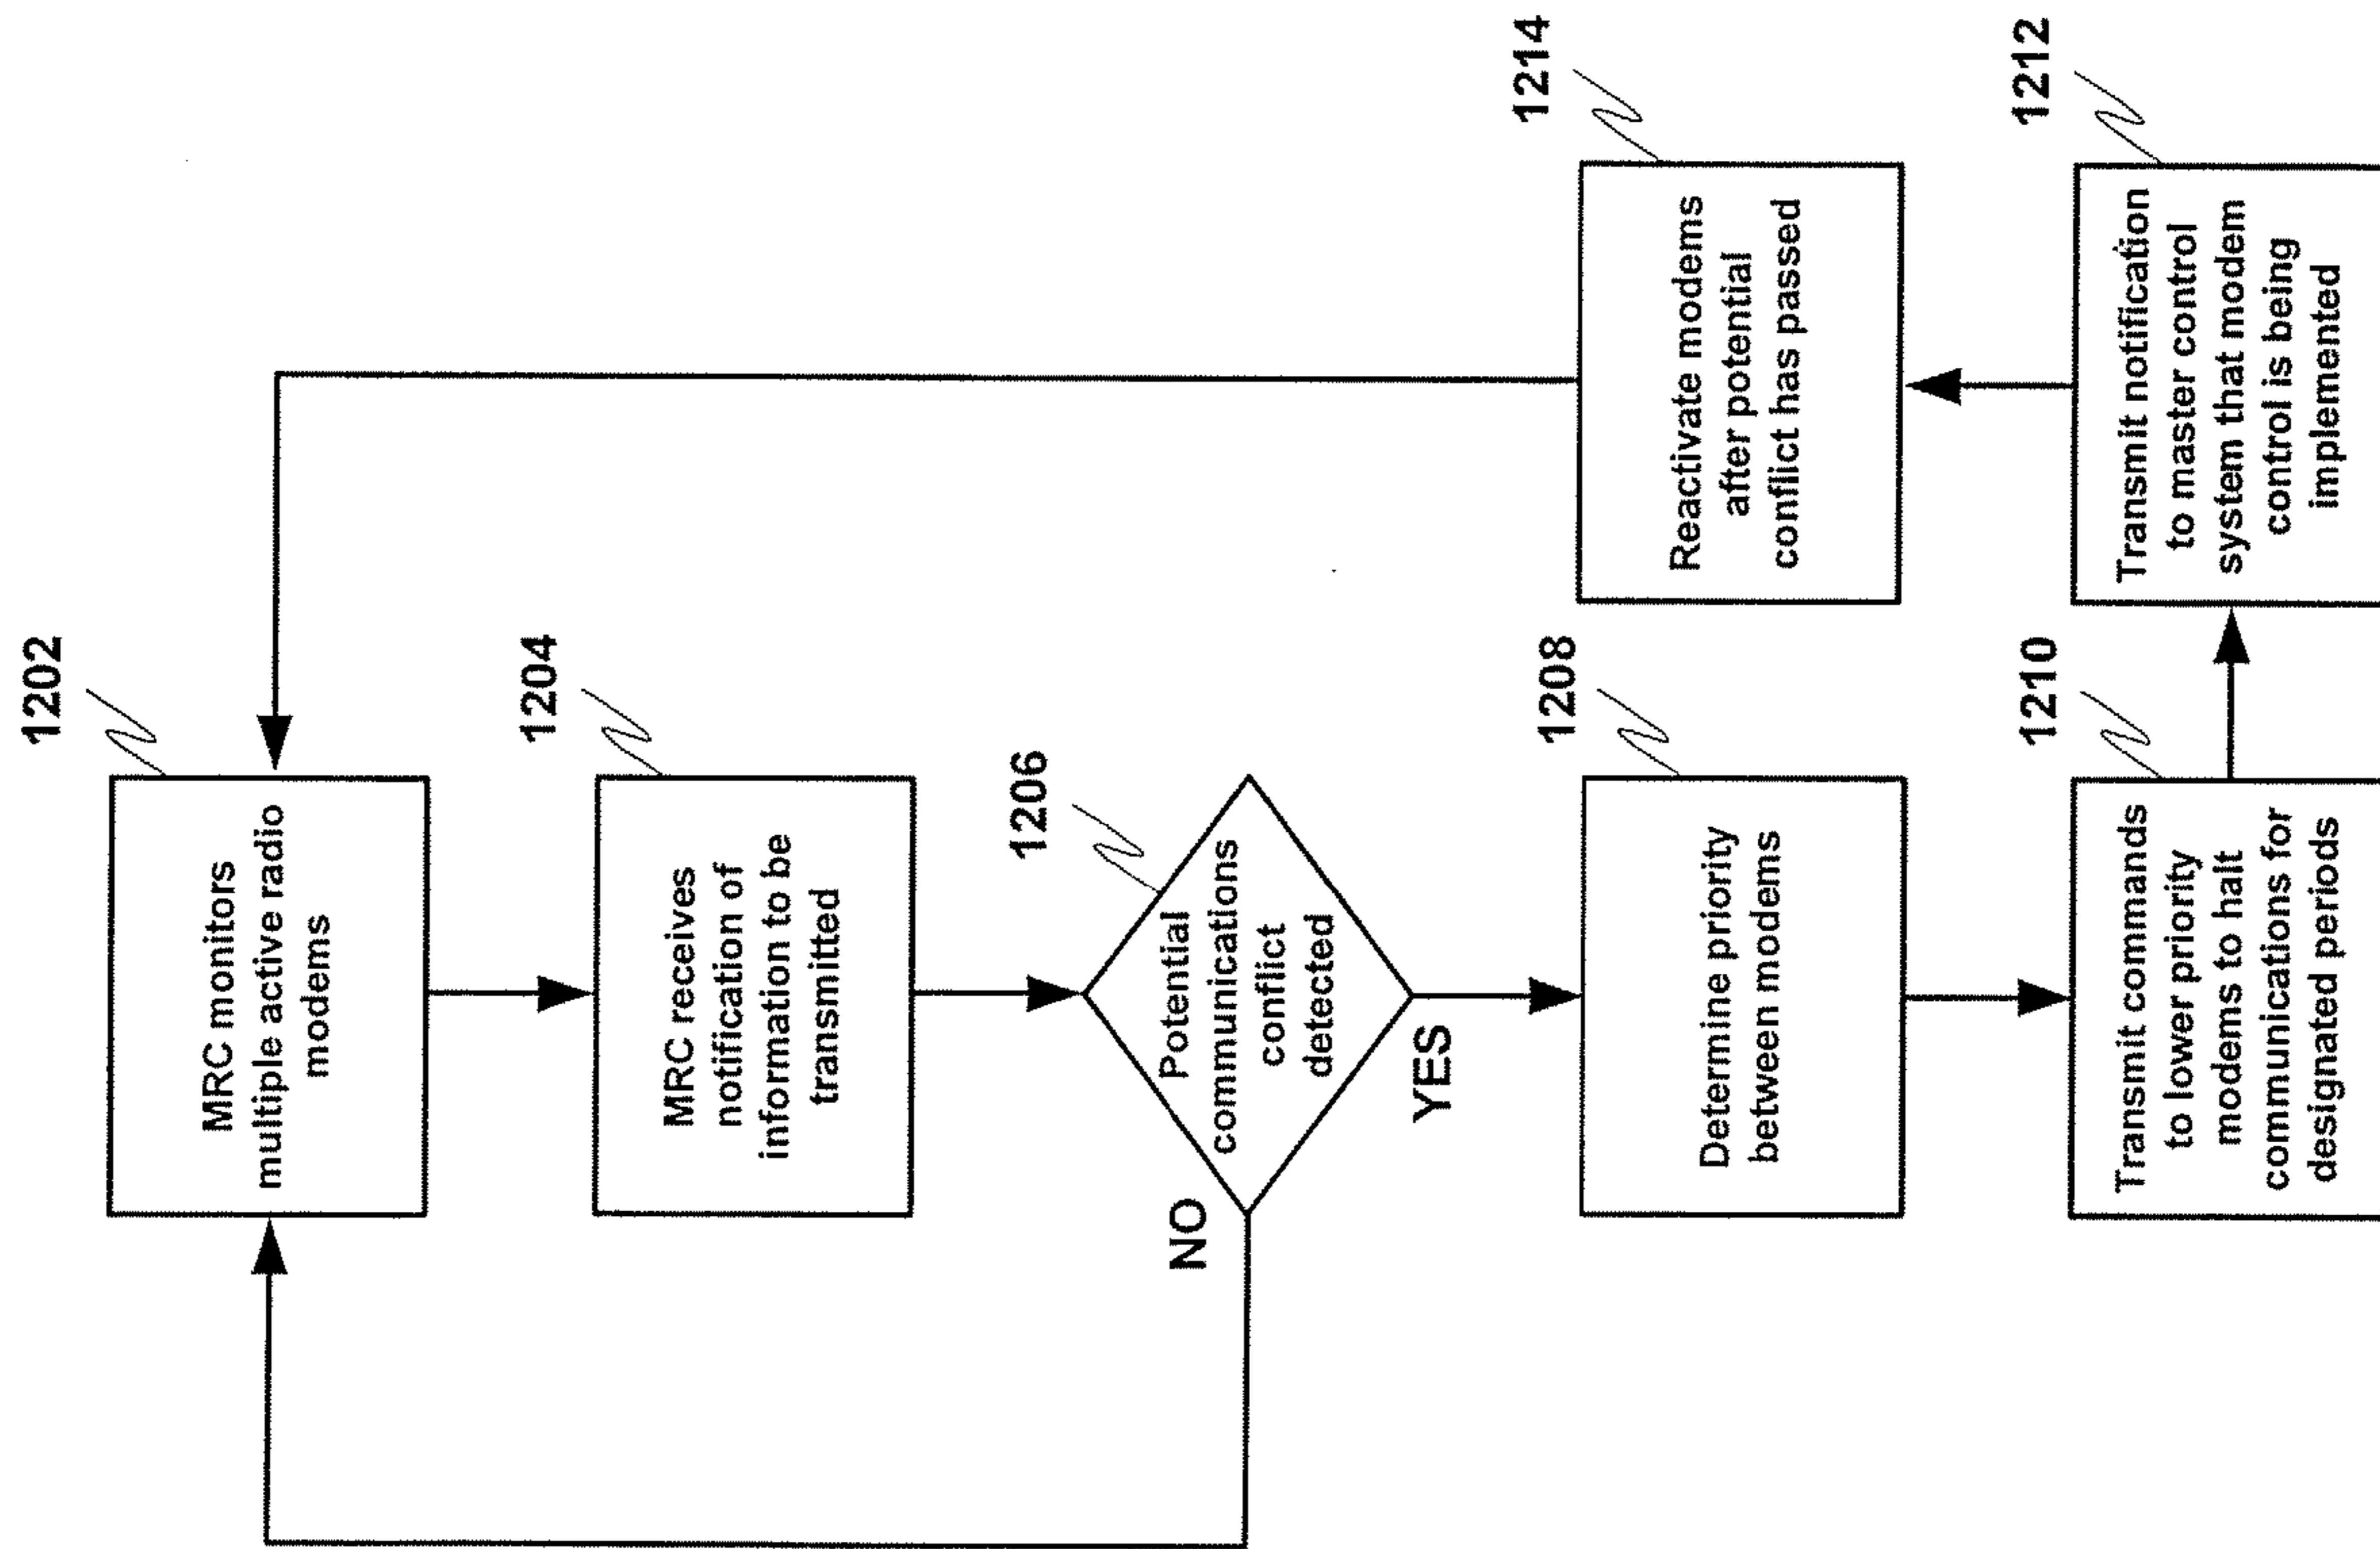 1202
MRC monitors
multiple active radio
modems
1204
MRC receives
notification of
information to be
transmitted
1206
Potential
communications
conflict
detected
NO
YES
1208
Determine priority
between modems
1210
Transmit commands
to lower priority
modems to halt
communications for
designated periods
1212
Transmit notification
to master control
system that modem
control is being
implemented
1214
Reactivate modems
after potential
conflict has passed